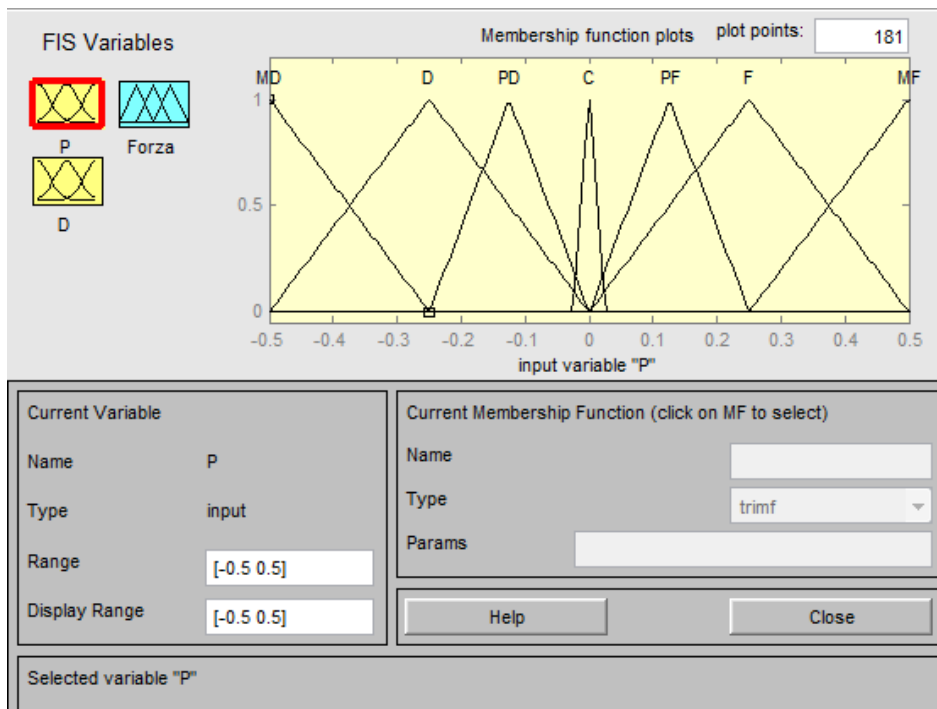 FIS Variables
Membership function plots
plot points:
181
P
Forza
D
MD
D
PD
C
PF
F
MF
1
0.5
0
-0.5
-0.4
-0.3
-0.2
-0.1
0
0.1
0.2
0.3
0.4
0.5
input variable "P"
Current Variable
Name
P
Type
input
Range
[-0.5 0.5]
Display Range
[-0.5 0.5]
Current Membership Function (click on MF to select)
Name
Type
trimf
Params
Help
Close
Selected variable "P"